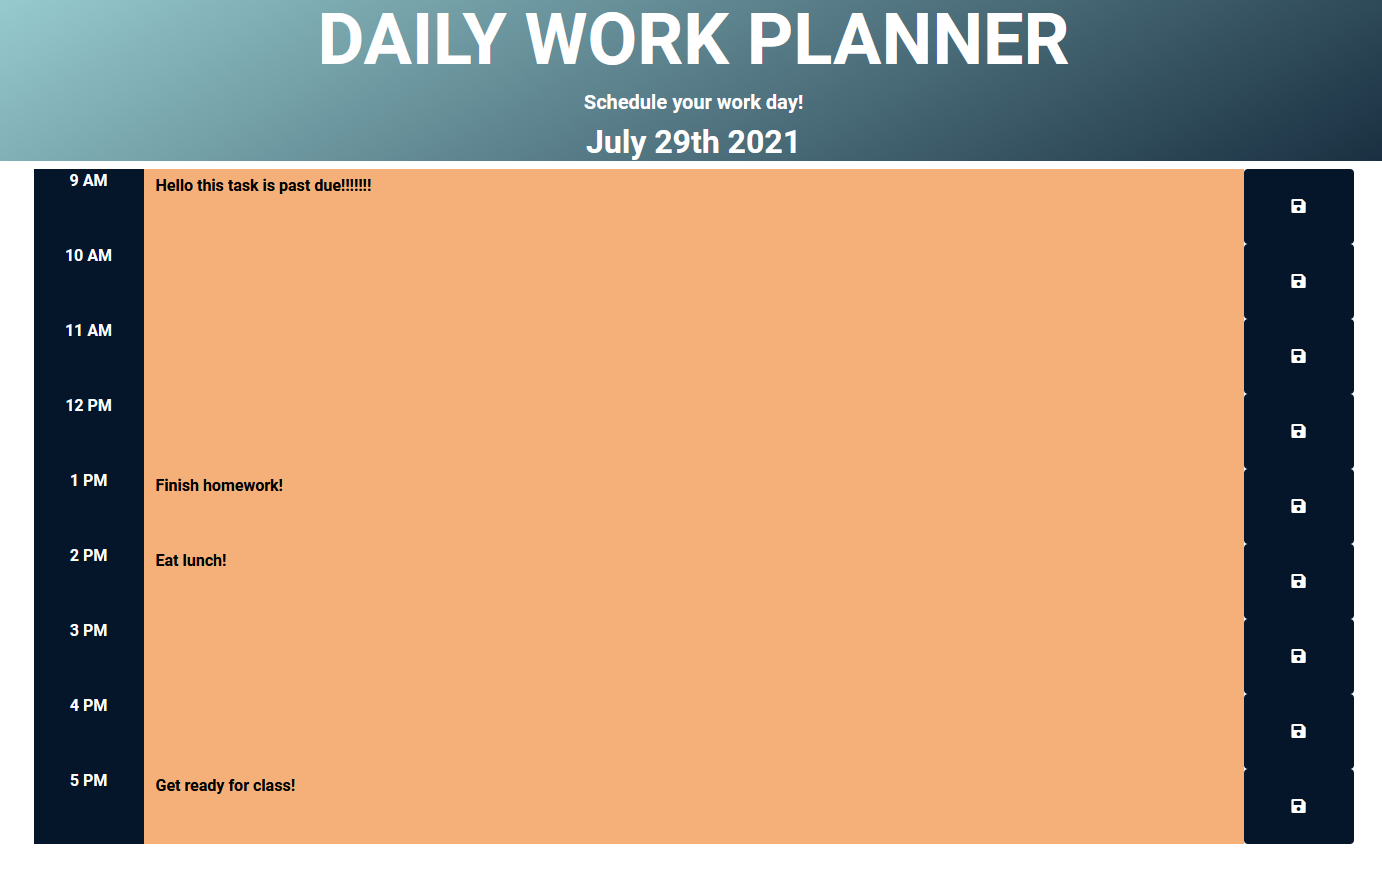 DAILY WORK PLANNER
Schedule your work day!
July 29th 2021
9 AM
Hello this task is past due!!!!!!!
10 AM
11 AM
12 PM
1 PM
Finish homework!
2 PM
Eat lunch!
3 PM
4 PM
5 PM
Get ready for class!